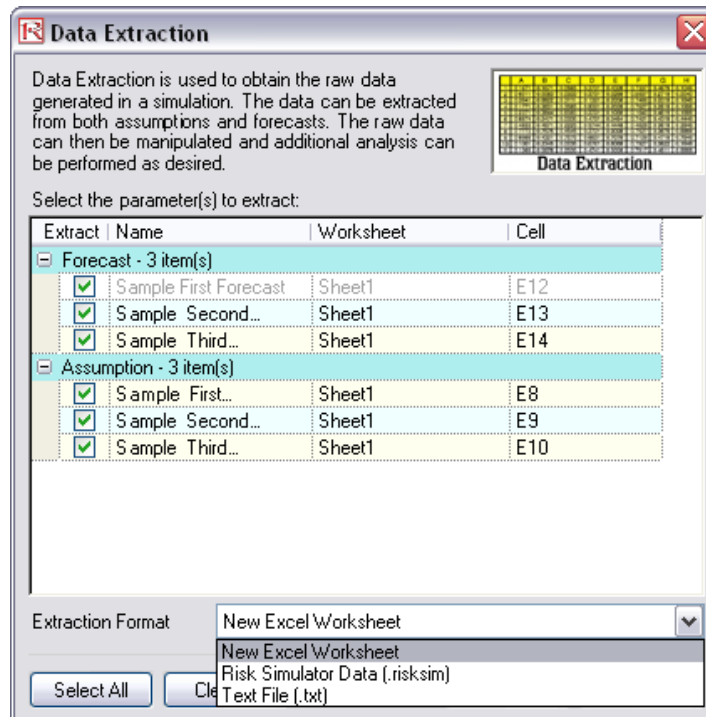 Data Extraction
Data Extraction is used to obtain the raw data
generated in a simulation. The data can be extracted
from both assumptions and forecasts. The raw data
can then be manipulated and additional analysis can
be performed as desired.
Data Extraction
Select the parameter(s) to extract:
Extract Name Worksheet Cell
Forecast - 3 item(s)
Sample First Forecast Sheet1 E12
Sample Second... Sheet1 E13
Sample Third... Sheet1 E14
Assumption - 3 item(s)
Sample First... Sheet1 E8
Sample Second... Sheet1 E9
Sample Third... Sheet1 E10
Extraction Format New Excel Worksheet
New Excel Worksheet
Risk Simulator Data (.risksim)
Text File (.txt)
Select All Cle